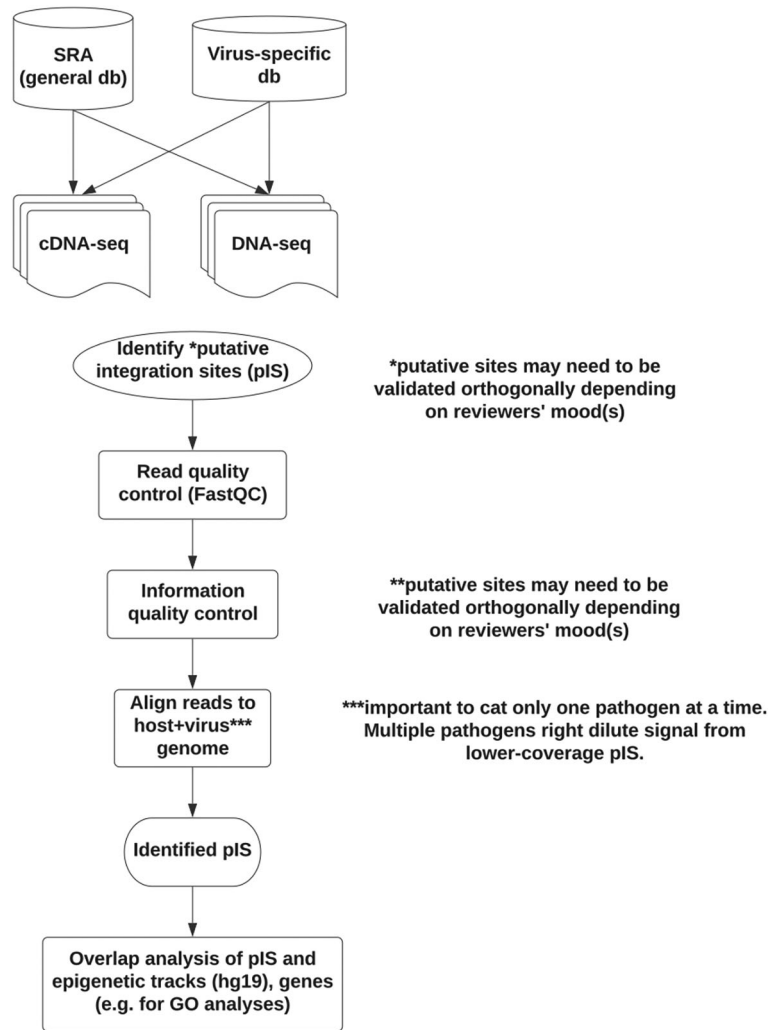 SRA
(general db)
Virus-specific
db
cDNA-seq
DNA-seq
Identify *putative
integration sites (pIS)
*putative sites may need to be
validated orthogonally depending
on reviewers' mood(s)
Read quality
control (FastQC)
Information
quality control
**putative sites may need to be
validated orthogonally depending
on reviewers' mood(s)
Align reads to
host+virus***
genome
***important to cat only one pathogen at a time.
Multiple pathogens right dilute signal from
lower-coverage pIS.
Identified pIS
Overlap analysis of pIS and
epigenetic tracks (hg19), genes
(e.g. for GO analyses)